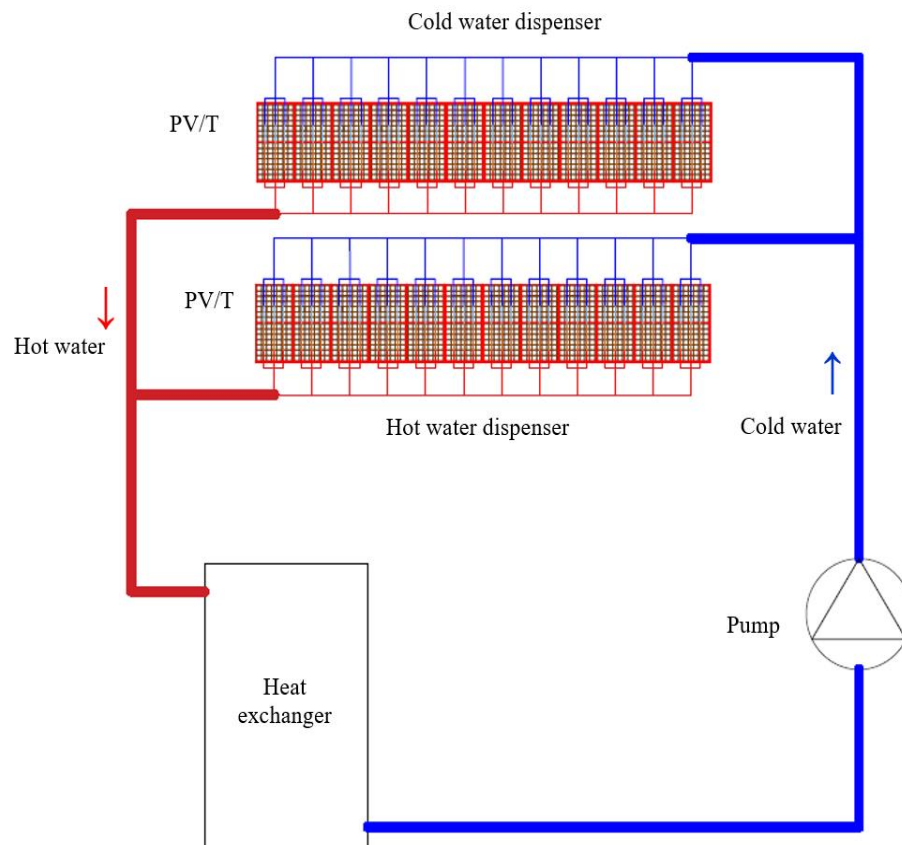 Cold water dispenser
PV/T
PV/T
Hot water
Hot water dispenser
Cold water
Pump
Heat
exchanger